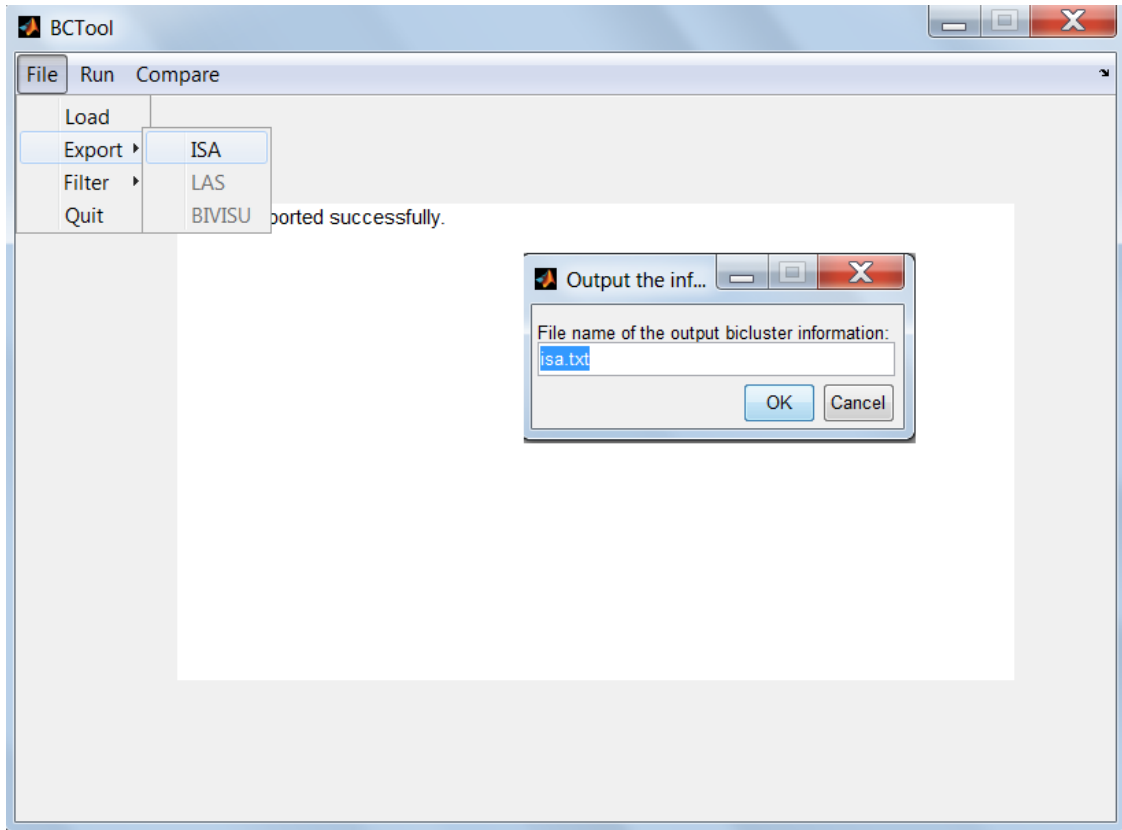 BCTool
File Run Compare
Load
Export ISA
Filter LAS
Quit BIVISU ported successfully.
Output the inf...
File name of the output bicluster information:
isa.txt
OK Cancel